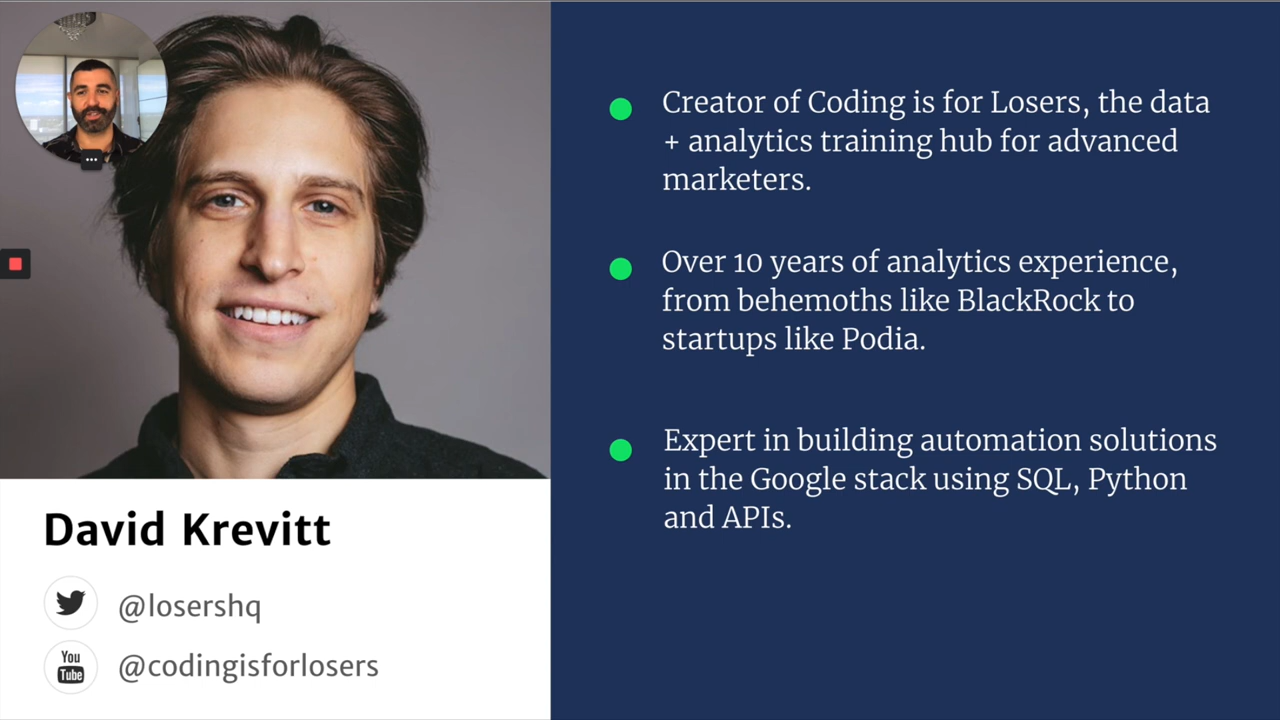 David Krevitt
@losershq
You
Tube
@codingisforlosers
Creator of Coding is for Losers, the data
+ analytics training hub for advanced
marketers.
Over 10 years of analytics experience,
from behemoths like BlackRock to
startups like Podia.
Expert in building automation solutions
in the Google stack using SQL, Python
and APIs.